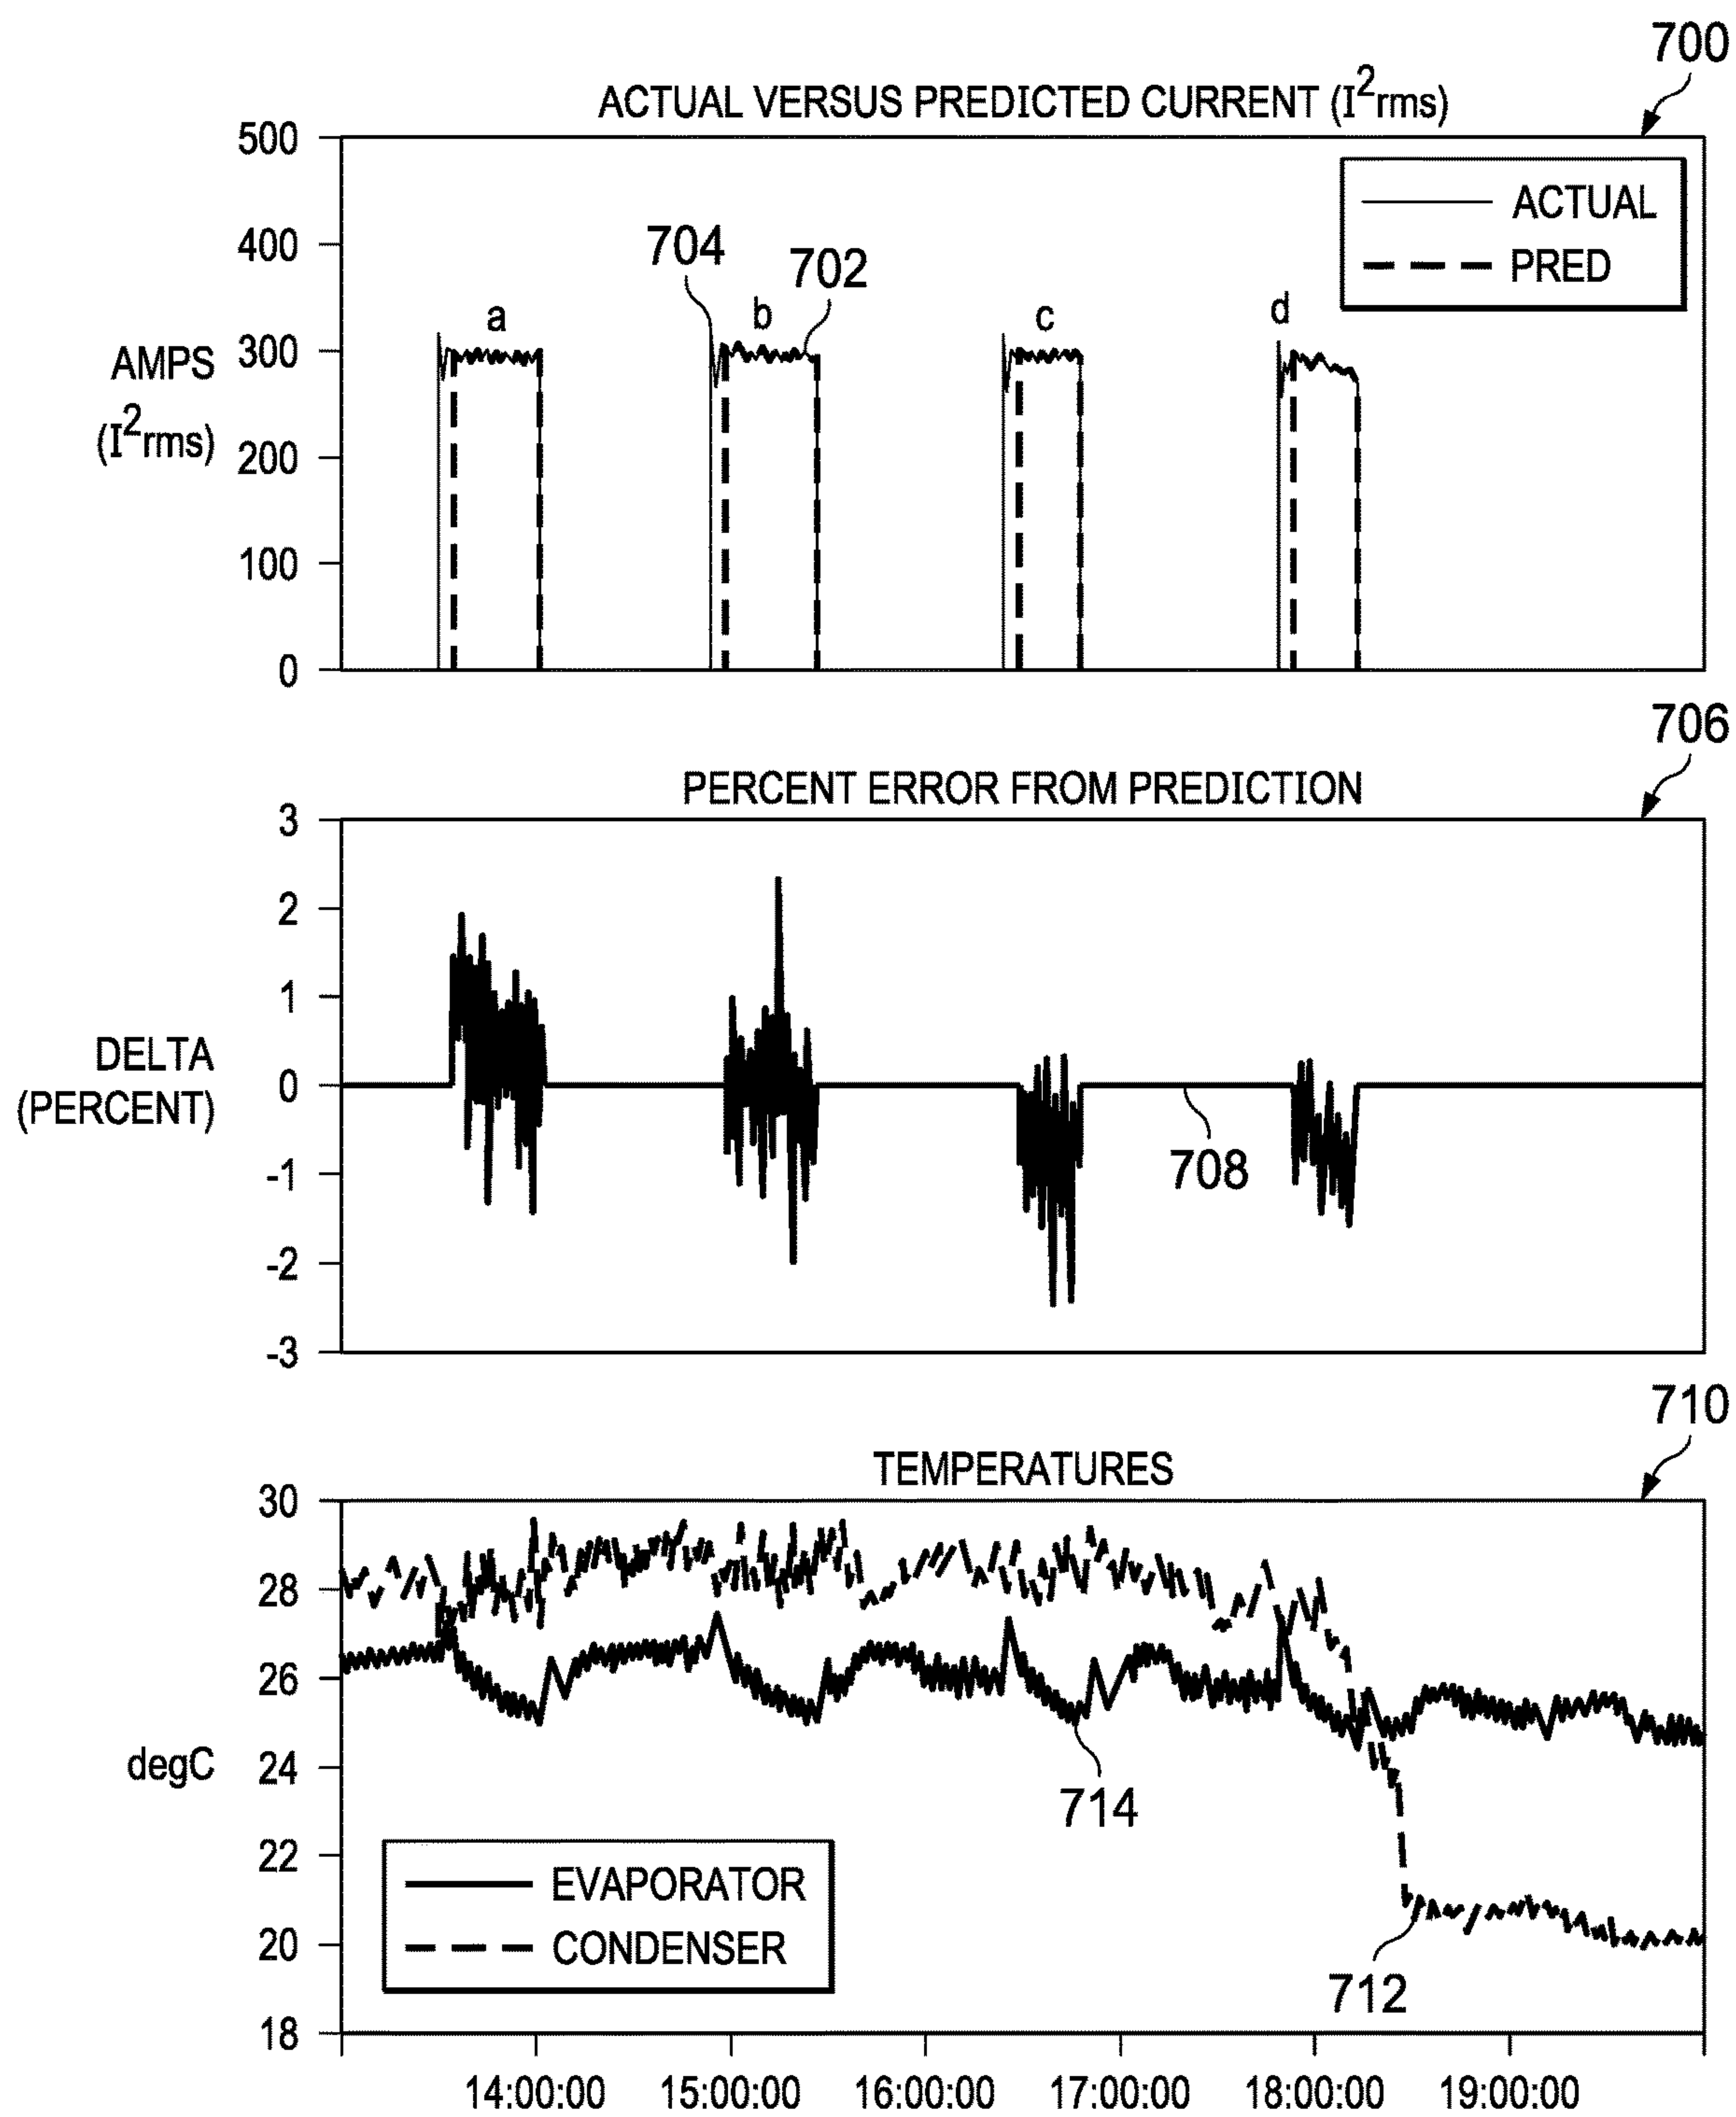 700
ACTUAL VERSUS PREDICTED CURRENT (I²rms)
500
400
300
200
100
0
AMPS
(I²rms)
ACTUAL
PRED
704
702
a
b
c
d
706
PERCENT ERROR FROM PREDICTION
3
2
1
0
-1
-2
-3
DELTA
(PERCENT)
708
710
TEMPERATURES
30
28
26
24
22
20
18
degC
714
712
EVAPORATOR
CONDENSER
14:00:00 15:00:00 16:00:00 17:00:00 18:00:00 19:00:00